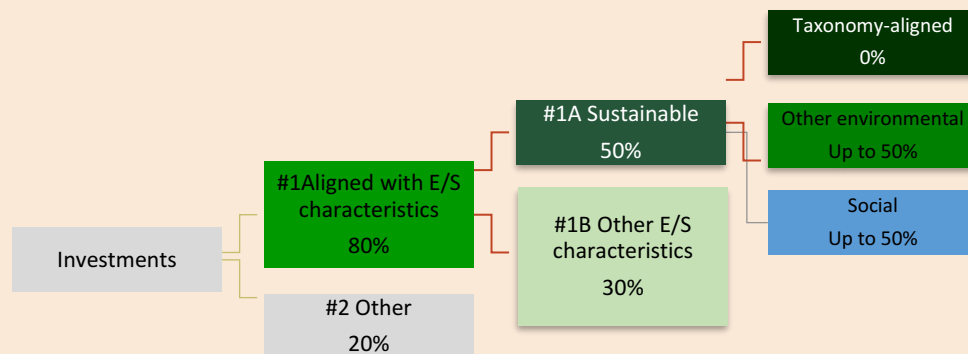 Investments
#1Aligned with E/S
characteristics
80%
#2 Other
20%
#1A Sustainable
50%
#1B Other E/S
characteristics
30%
Taxonomy-aligned
0%
Other environmental
Up to 50%
Social
Up to 50%